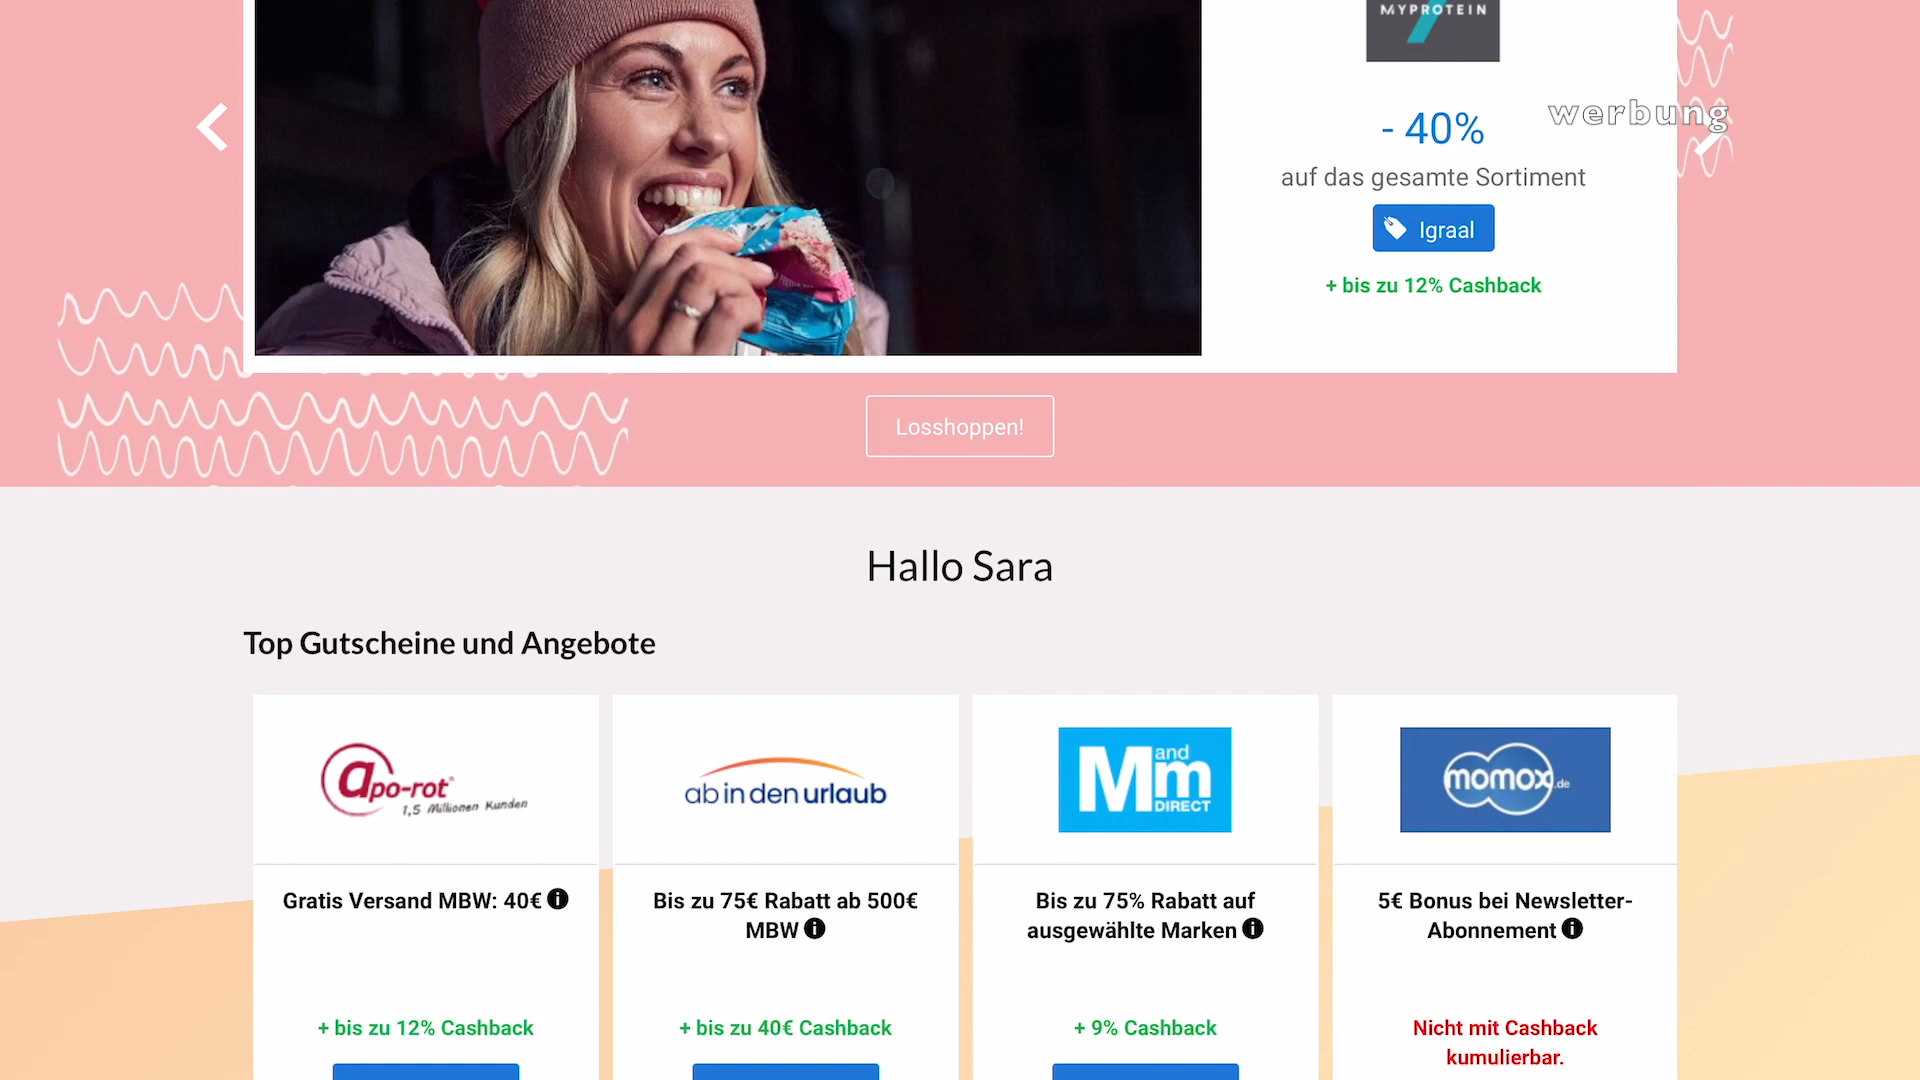 MYPROTEIN
werbung
- 40%
auf das gesamte Sortiment
Igraal
+ bis zu 12% Cashback
Losshoppen!
Hallo Sara
Top Gutscheine und Angebote
apo-rot
1,5 Millionen Kunden
ab in den urlaub
MandM DIRECT
momox.de
Gratis Versand MBW: 40€
Bis zu 75€ Rabatt ab 500€
MBW
Bis zu 75% Rabatt auf
ausgewählte Marken
5€ Bonus bei Newsletter-
Abonnement
+ bis zu 12% Cashback
+ bis zu 40€ Cashback
+ 9% Cashback
Nicht mit Cashback
kumulierbar.